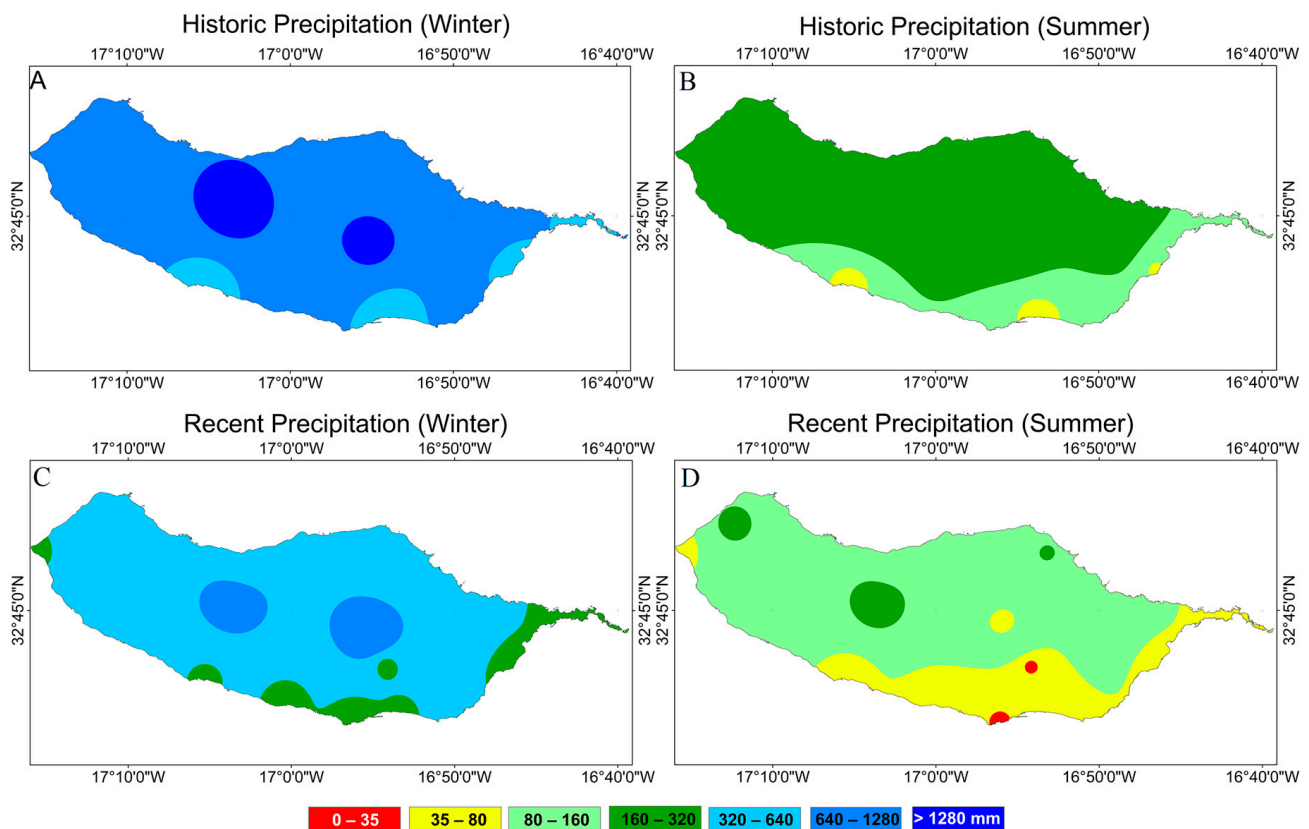 Historic Precipitation (Winter)
17°10'0"W 17°0'0"W 16°50'0"W 16°40'0"W
A
32°45'0"N
32°45'0"N
17°10'0"W 17°0'0"W 16°50'0"W 16°40'0"W
Historic Precipitation (Summer)
17°10'0"W 17°0'0"W 16°50'0"W 16°40'0"W
B
32°45'0"N
32°45'0"N
17°10'0"W 17°0'0"W 16°50'0"W 16°40'0"W
Recent Precipitation (Winter)
17°10'0"W 17°0'0"W 16°50'0"W 16°40'0"W
C
32°45'0"N
32°45'0"N
17°10'0"W 17°0'0"W 16°50'0"W 16°40'0"W
Recent Precipitation (Summer)
17°10'0"W 17°0'0"W 16°50'0"W 16°40'0"W
D
32°45'0"N
32°45'0"N
17°10'0"W 17°0'0"W 16°50'0"W 16°40'0"W
0 – 35 35 – 80 80 – 160 160 – 320 320 – 640 640 – 1280 > 1280 mm